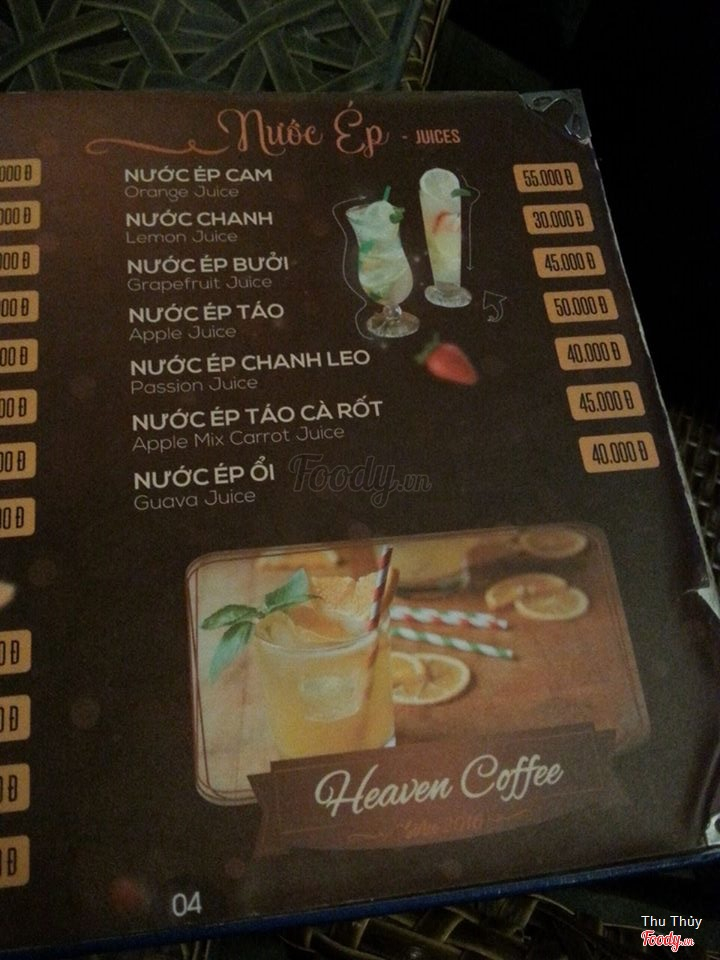 Nước Ép - JUICES
NƯỚC ÉP CAM 55.000 Đ
Orange Juice
NƯỚC CHANH 30.000 Đ
Lemon Juice
NƯỚC ÉP BƯỞI 45.000 Đ
Grapefruit Juice
NƯỚC ÉP TÁO 50.000 Đ
Apple Juice
NƯỚC ÉP CHANH LEO 40.000 Đ
Passion Juice
NƯỚC ÉP TÁO CÀ RỐT 45.000 Đ
Apple Mix Carrot Juice
NƯỚC ÉP ỔI 40.000 Đ
Guava Juice
Foody.vn
Heaven Coffee
04
Thu Thủy
Foody.vn